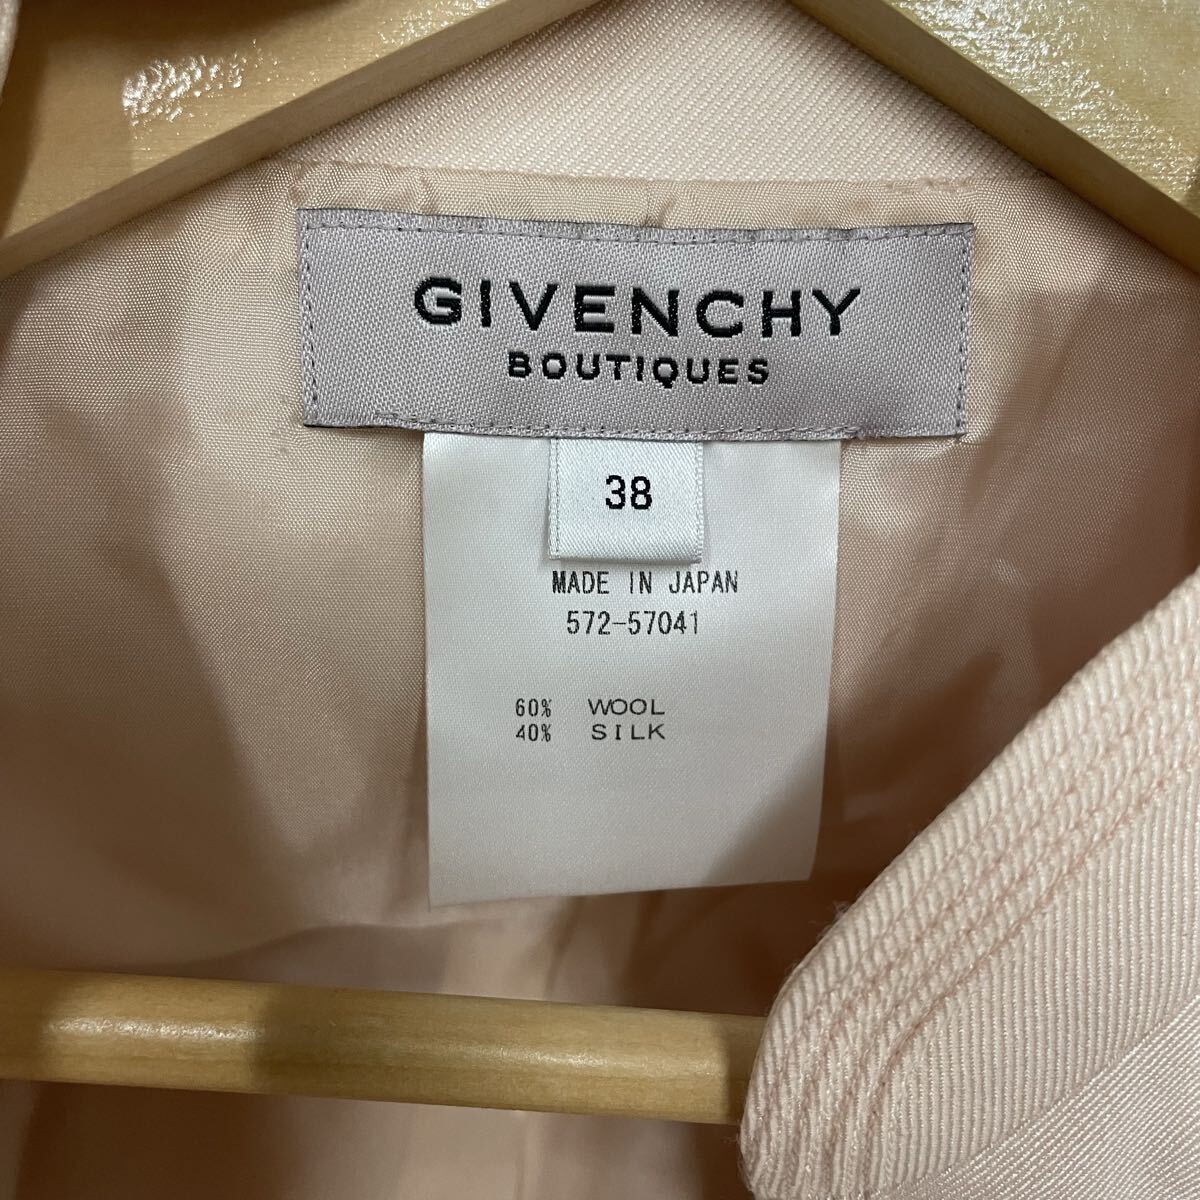 GIVENCHY
BOUTIQUES
38
MADE IN JAPAN
572-57041
60% WOOL
40% SILK